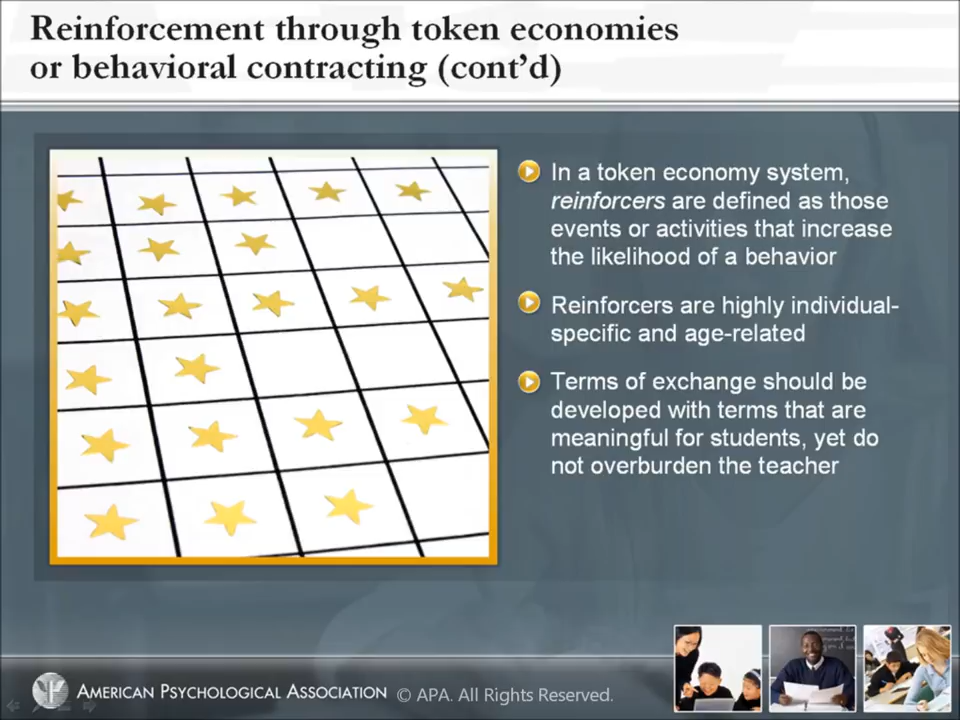 Reinforcement through token economies
or behavioral contracting (cont’d)
In a token economy system,
reinforcers are defined as those
events or activities that increase
the likelihood of a behavior
Reinforcers are highly individual-
specific and age-related
Terms of exchange should be
developed with terms that are
meaningful for students, yet do
not overburden the teacher
AMERICAN PSYCHOLOGICAL ASSOCIATION © APA. All Rights Reserved.